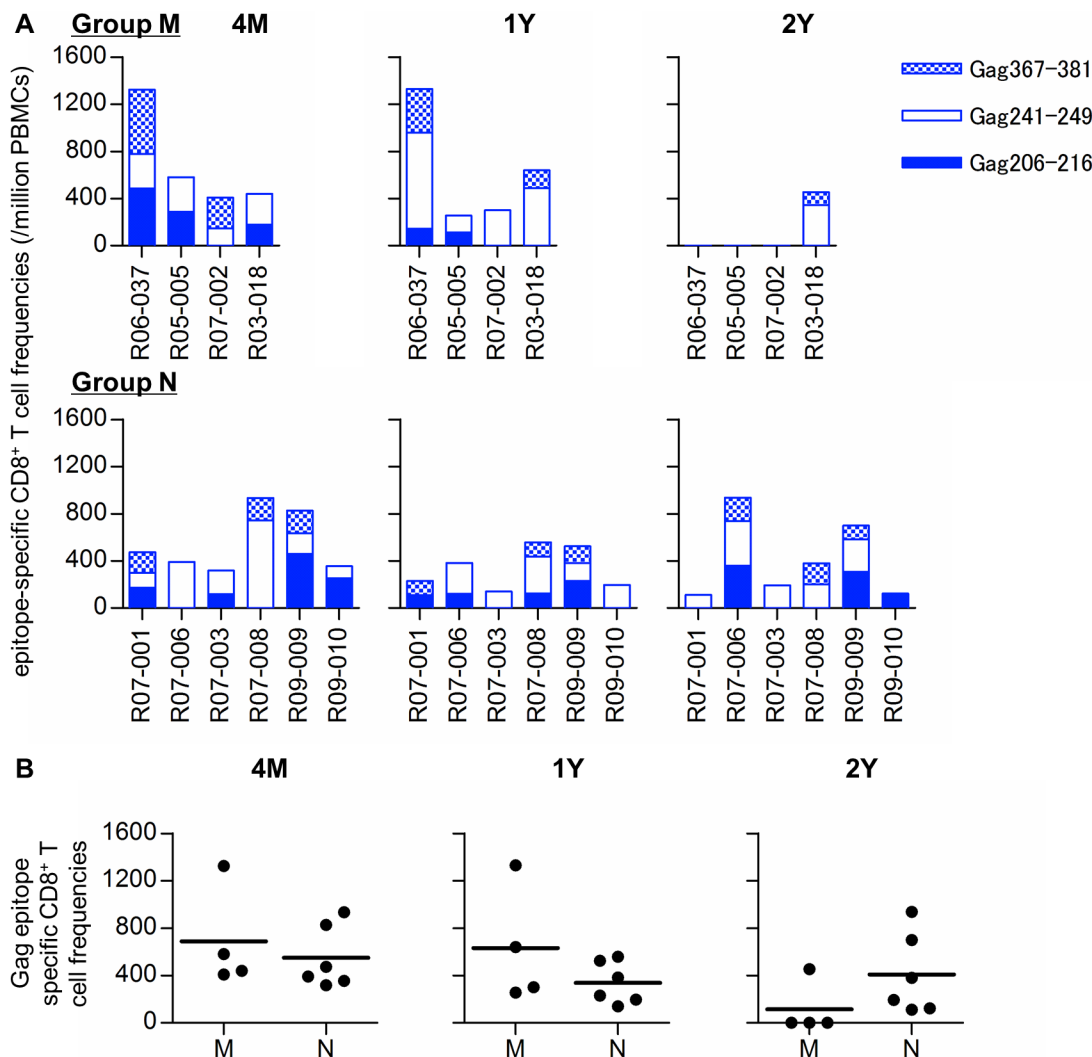 A
Group M
4M
1Y
2Y
epitope-specific CD8⁺ T cell frequencies (/million PBMCs)
1600
1200
800
400
0
Gag367-381
Gag241-249
Gag206-216
R06-037
R05-005
R07-002
R03-018
R06-037
R05-005
R07-002
R03-018
R06-037
R05-005
R07-002
R03-018
Group N
1600
1200
800
400
0
R07-001
R07-006
R07-003
R07-008
R09-009
R09-010
R07-001
R07-006
R07-003
R07-008
R09-009
R09-010
R07-001
R07-006
R07-003
R07-008
R09-009
R09-010
B
4M
1Y
2Y
Gag epitope
specific CD8⁺ T
cell frequencies
1600
1200
800
400
0
M
N
M
N
M
N